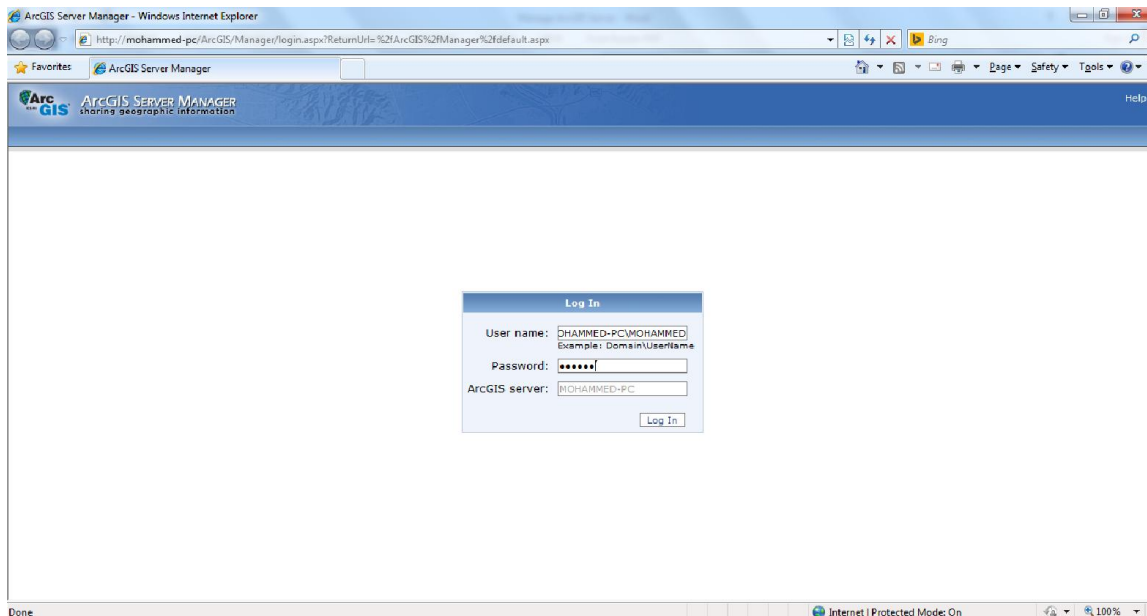 ArcGIS Server Manager - Windows Internet Explorer
http://mohammed-pc/ArcGIS/Manager/login.aspx?ReturnUrl=%2fArcGIS%2fManager%2fdefault.aspx
Bing
Favorites
ArcGIS Server Manager
Page
Safety
Tools
Arc GIS
ArcGIS Server Manager
sharing geographic information
Help
Log In
User name: OHAMMED-PC\MOHAMMED
Example: Domain\UserName
Password: ••••••
ArcGIS server: MOHAMMED-PC
Log In
Done
Internet | Protected Mode: On
100%